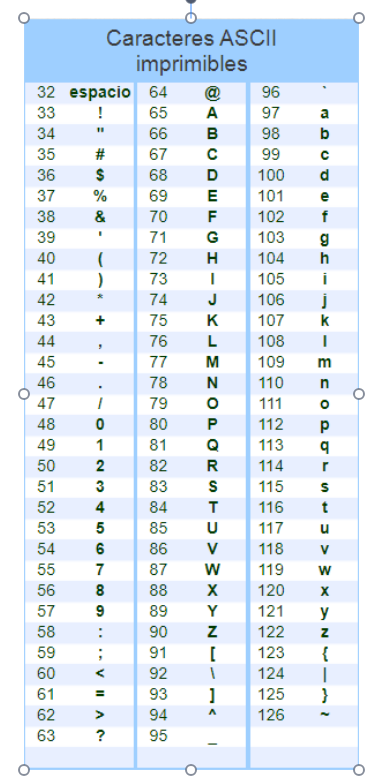 Caracteres ASCII
imprimibles
32 espacio 64 @ 96 `
33 ! 65 A 97 a
34 " 66 B 98 b
35 # 67 C 99 c
36 $ 68 D 100 d
37 % 69 E 101 e
38 & 70 F 102 f
39 ' 71 G 103 g
40 ( 72 H 104 h
41 ) 73 I 105 i
42 * 74 J 106 j
43 + 75 K 107 k
44 , 76 L 108 l
45 - 77 M 109 m
46 . 78 N 110 n
47 / 79 O 111 o
48 0 80 P 112 p
49 1 81 Q 113 q
50 2 82 R 114 r
51 3 83 S 115 s
52 4 84 T 116 t
53 5 85 U 117 u
54 6 86 V 118 v
55 7 87 W 119 w
56 8 88 X 120 x
57 9 89 Y 121 y
58 : 90 Z 122 z
59 ; 91 [ 123 {
60 < 92 \ 124 |
61 = 93 ] 125 }
62 > 94 ^ 126 ~
63 ? 95 _